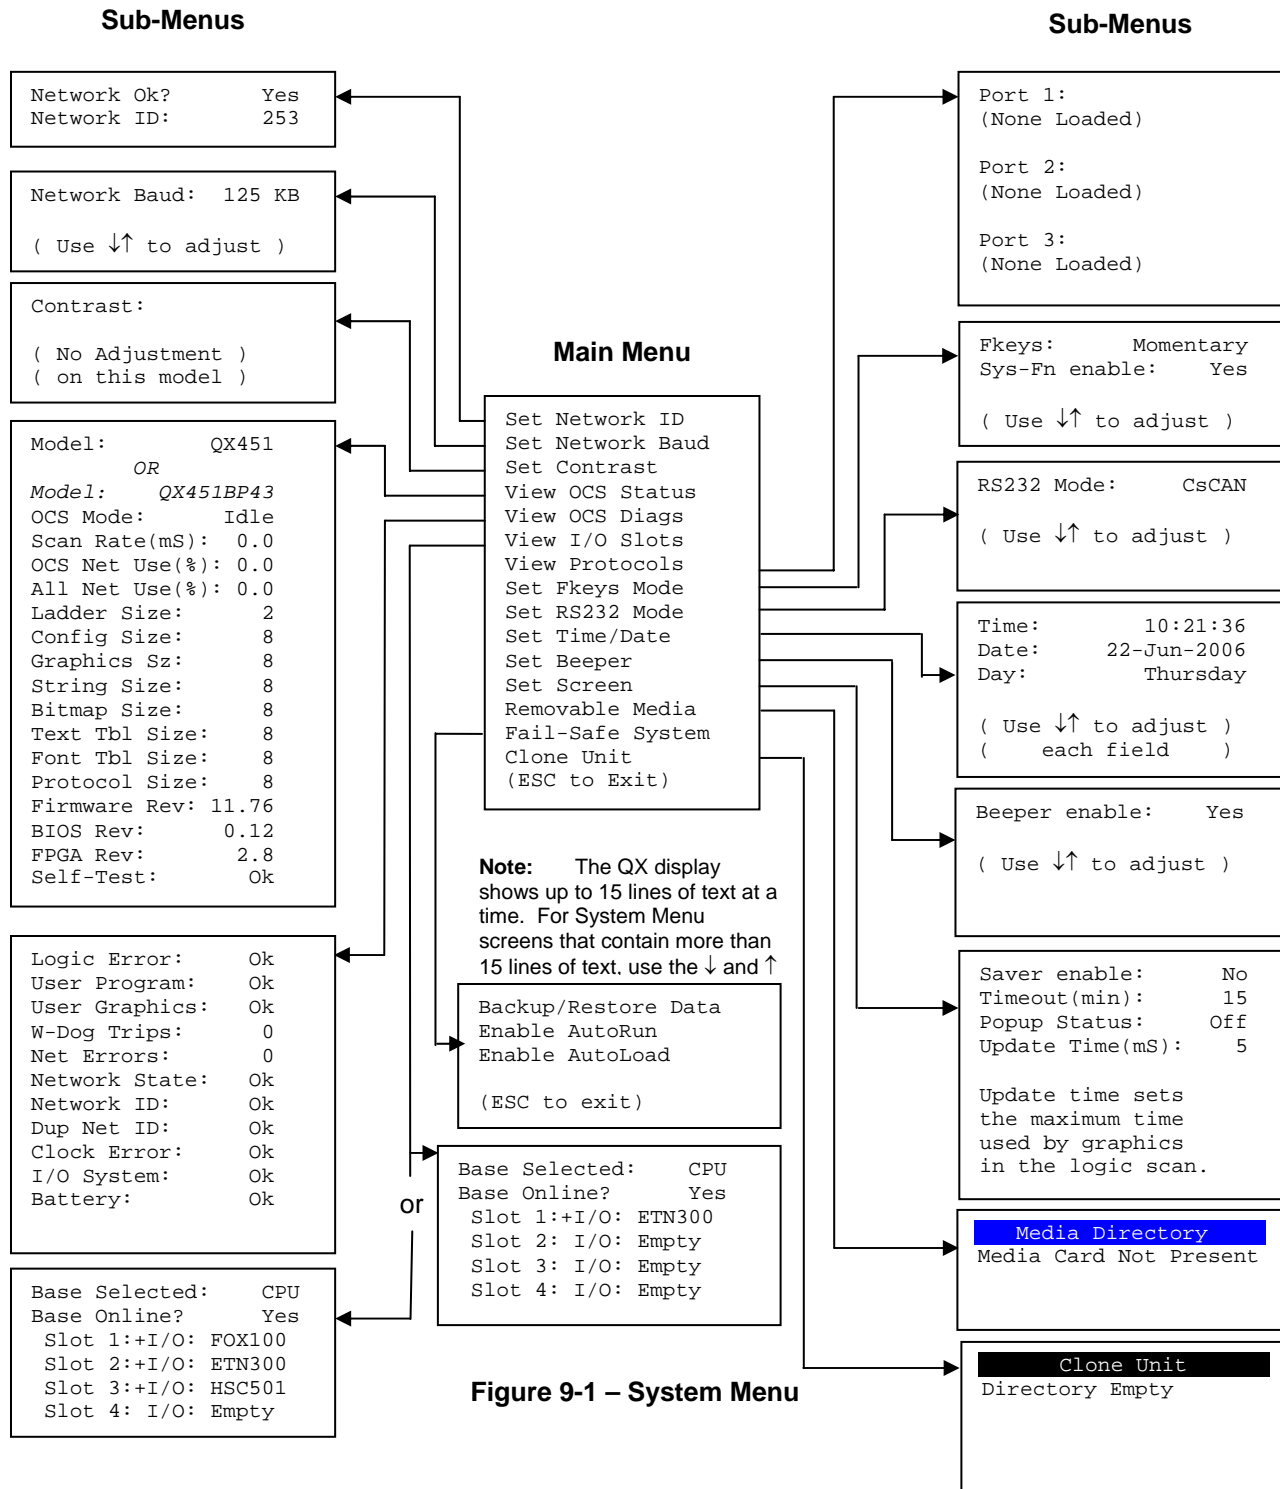 Sub-Menus
Network Ok? Yes
Network ID: 253
Network Baud: 125 KB
( Use ↓↑ to adjust )
Contrast:
( No Adjustment )
( on this model )
Model: QX451
OR
Model: QX451BP43
OCS Mode: Idle
Scan Rate(mS): 0.0
OCS Net Use(%): 0.0
All Net Use(%): 0.0
Ladder Size: 2
Config Size: 8
Graphics Sz: 8
String Size: 8
Bitmap Size: 8
Text Tbl Size: 8
Font Tbl Size: 8
Protocol Size: 8
Firmware Rev: 11.76
BIOS Rev: 0.12
FPGA Rev: 2.8
Self-Test: Ok
Logic Error: Ok
User Program: Ok
User Graphics: Ok
W-Dog Trips: 0
Net Errors: 0
Network State: Ok
Network ID: Ok
Dup Net ID: Ok
Clock Error: Ok
I/O System: Ok
Battery: Ok
Base Selected: CPU
Base Online? Yes
Slot 1:+I/O: FOX100
Slot 2:+I/O: ETN300
Slot 3:+I/O: HSC501
Slot 4: I/O: Empty
Main Menu
Set Network ID
Set Network Baud
Set Contrast
View OCS Status
View OCS Diags
View I/O Slots
View Protocols
Set Fkeys Mode
Set RS232 Mode
Set Time/Date
Set Beeper
Set Screen
Removable Media
Fail-Safe System
Clone Unit
(ESC to Exit)
Note: The QX display
shows up to 15 lines of text at a
time. For System Menu
screens that contain more than
15 lines of text, use the ↓ and ↑
Backup/Restore Data
Enable AutoRun
Enable AutoLoad
(ESC to exit)
or
Base Selected: CPU
Base Online? Yes
Slot 1:+I/O: ETN300
Slot 2: I/O: Empty
Slot 3: I/O: Empty
Slot 4: I/O: Empty
Figure 9-1 – System Menu
Sub-Menus
Port 1:
(None Loaded)
Port 2:
(None Loaded)
Port 3:
(None Loaded)
Fkeys: Momentary
Sys-Fn enable: Yes
( Use ↓↑ to adjust )
RS232 Mode: CsCAN
( Use ↓↑ to adjust )
Time: 10:21:36
Date: 22-Jun-2006
Day: Thursday
( Use ↓↑ to adjust )
( each field )
Beeper enable: Yes
( Use ↓↑ to adjust )
Saver enable: No
Timeout(min): 15
Popup Status: Off
Update Time(mS): 5
Update time sets
the maximum time
used by graphics
in the logic scan.
Media Directory
Media Card Not Present
Clone Unit
Directory Empty